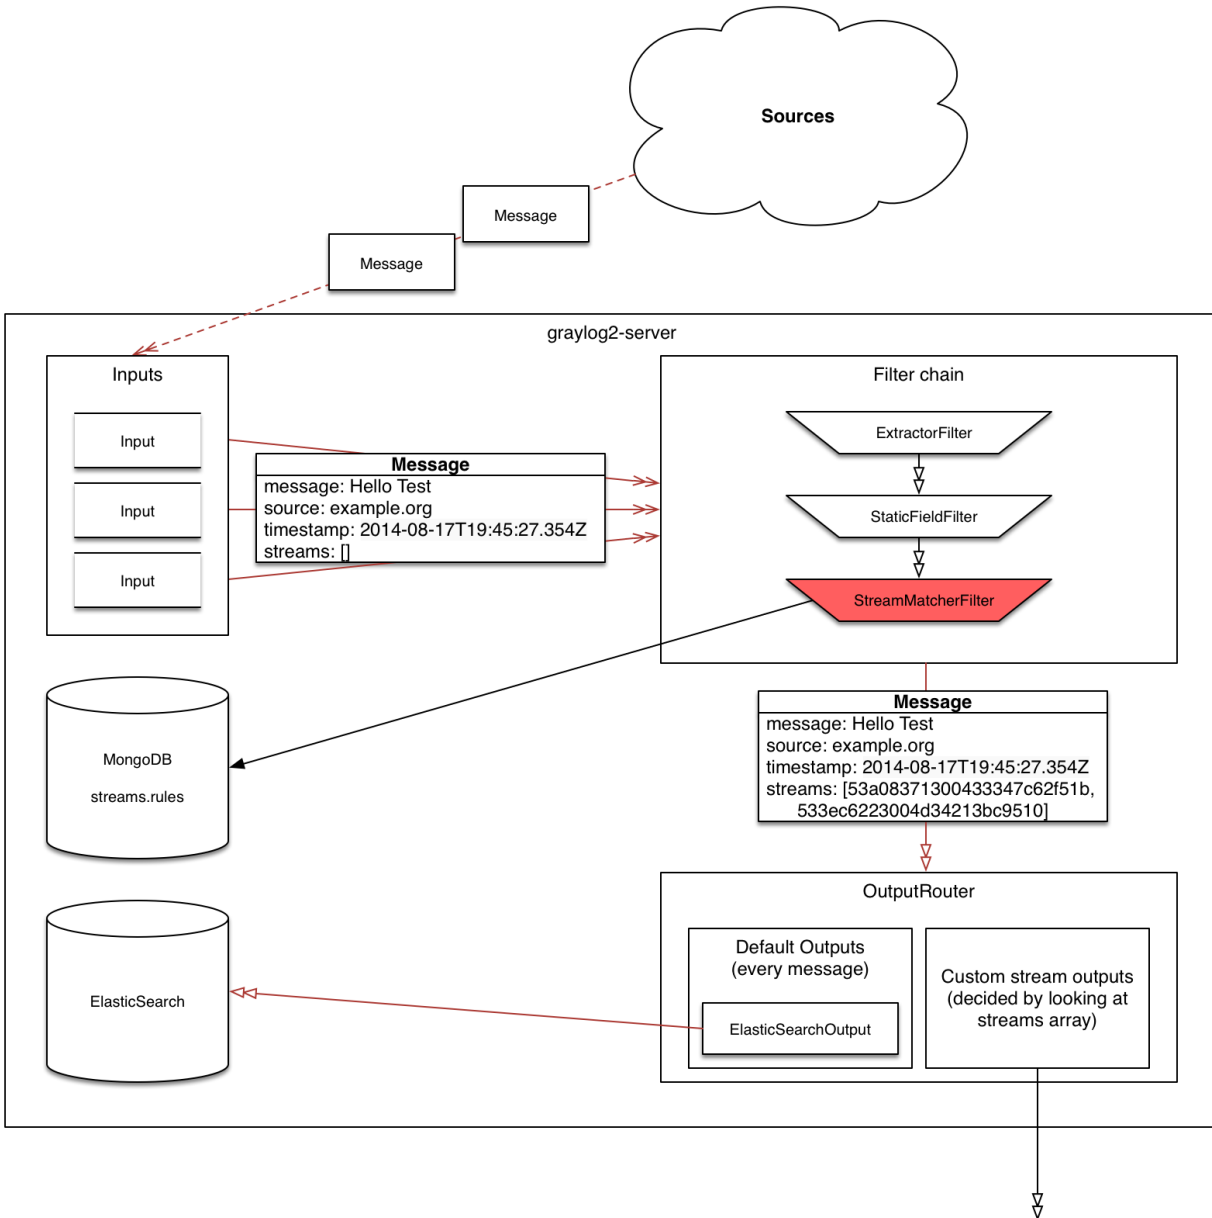 Sources
Message
Message
graylog2-server
Inputs
Input
Input
Input
Message
message: Hello Test
source: example.org
timestamp: 2014-08-17T19:45:27.354Z
streams: []
Filter chain
ExtractorFilter
StaticFieldFilter
StreamMatcherFilter
MongoDB
streams.rules
Message
message: Hello Test
source: example.org
timestamp: 2014-08-17T19:45:27.354Z
streams: [53a08371300433347c62f51b,
533ec6223004d34213bc9510]
OutputRouter
Default Outputs
(every message)
ElasticSearchOutput
Custom stream outputs
(decided by looking at
streams array)
ElasticSearch